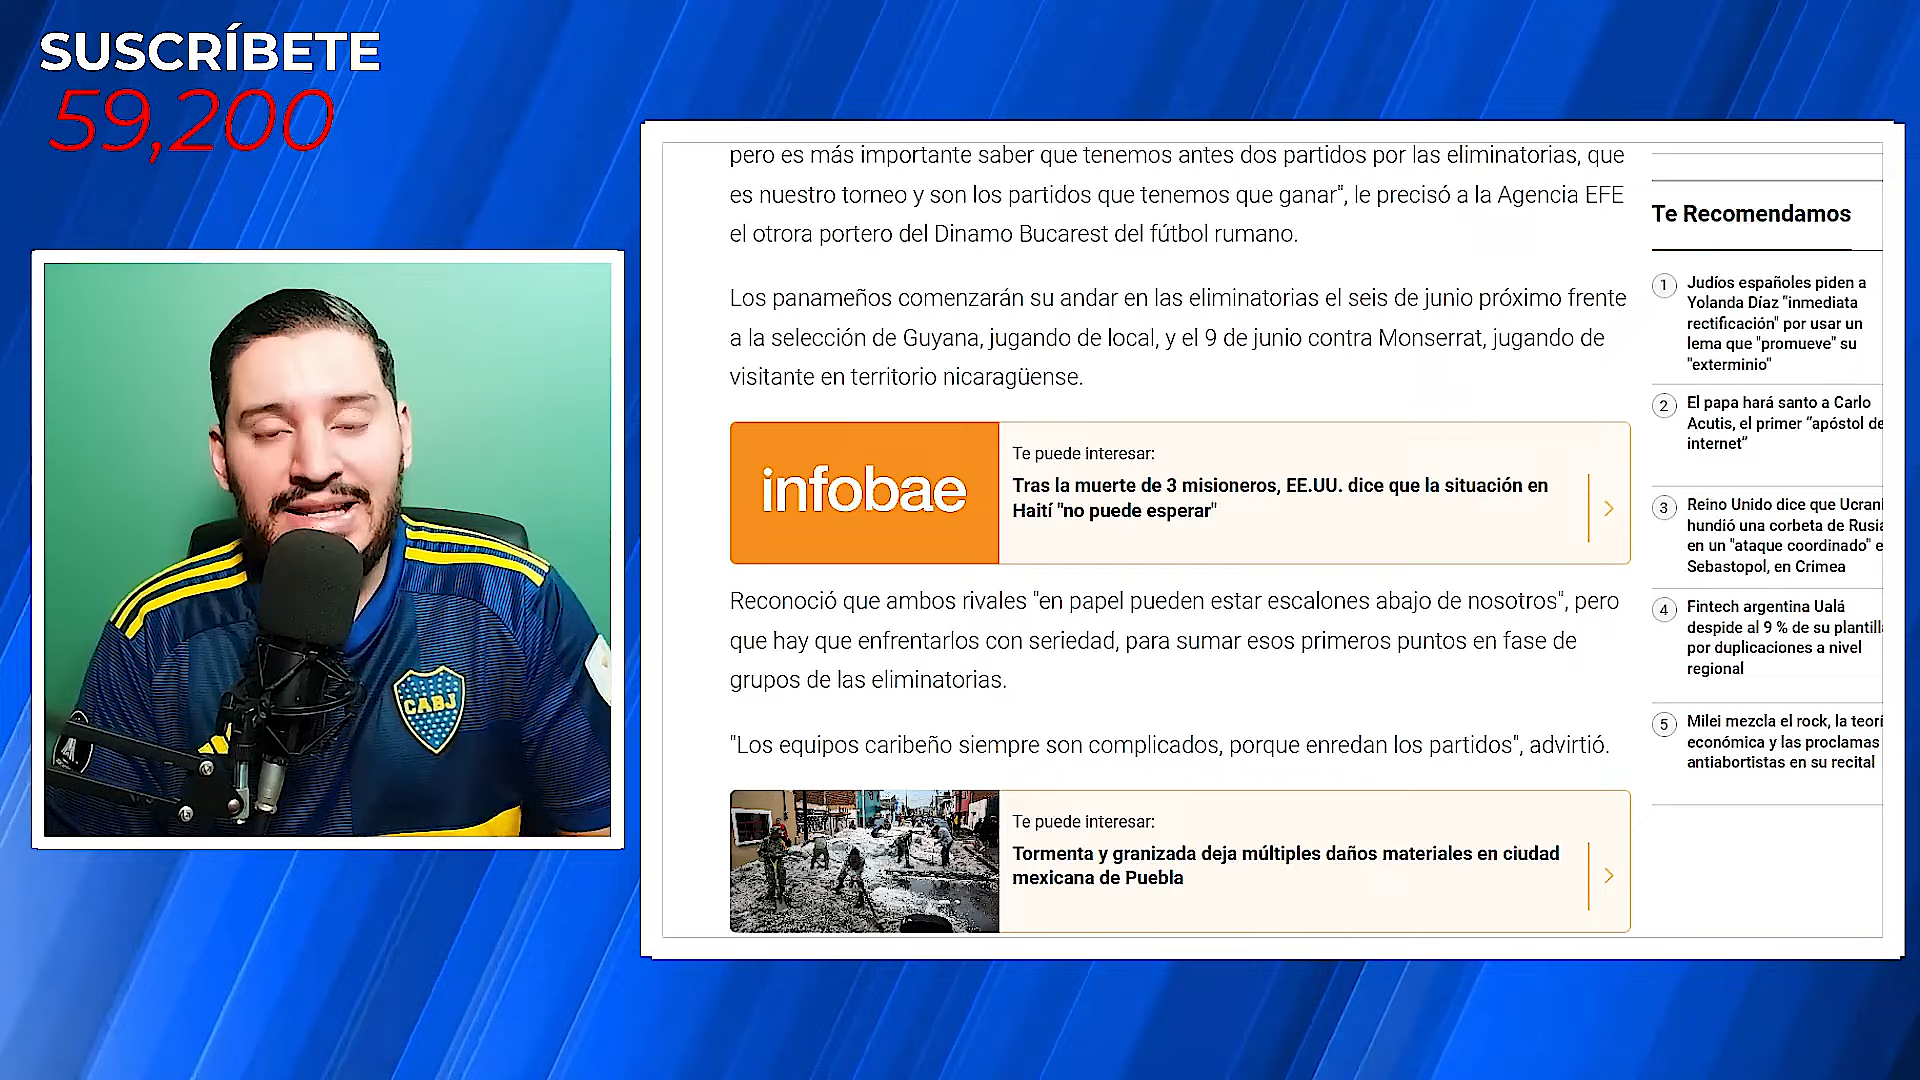 SUSCRÍBETE
59,200
pero es más importante saber que tenemos antes dos partidos por las eliminatorias, que
es nuestro torneo y son los partidos que tenemos que ganar", le precisó a la Agencia EFE
el otrora portero del Dinamo Bucarest del fútbol rumano.
Los panameños comenzarán su andar en las eliminatorias el seis de junio próximo frente
a la selección de Guyana, jugando de local, y el 9 de junio contra Monserrat, jugando de
visitante en territorio nicaragüense.
infobae
Te puede interesar:
Tras la muerte de 3 misioneros, EE.UU. dice que la situación en
Haití "no puede esperar"
Reconoció que ambos rivales "en papel pueden estar escalones abajo de nosotros", pero
que hay que enfrentarlos con seriedad, para sumar esos primeros puntos en fase de
grupos de las eliminatorias.
"Los equipos caribeño siempre son complicados, porque enredan los partidos", advirtió.
Te puede interesar:
Tormenta y granizada deja múltiples daños materiales en ciudad
mexicana de Puebla
Te Recomendamos
1 Judíos españoles piden a
Yolanda Díaz "inmediata
rectificación" por usar un
lema que "promueve" su
"exterminio"
2 El papa hará santo a Carlo
Acutis, el primer “apóstol de
internet”
3 Reino Unido dice que Ucrani
hundió una corbeta de Rusia
en un "ataque coordinado" e
Sebastopol, en Crimea
4 Fintech argentina Ualá
despide al 9 % de su plantill
por duplicaciones a nivel
regional
5 Milei mezcla el rock, la teorí
económica y las proclamas
antiabortistas en su recital
CABJ